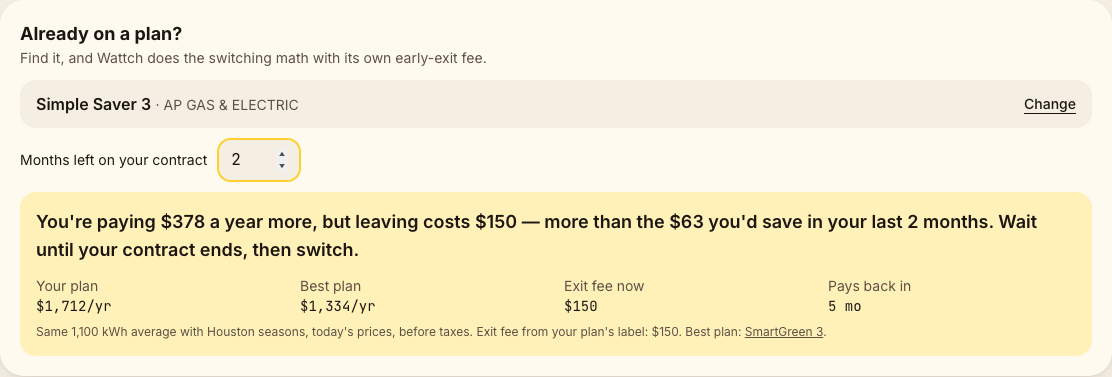 Already on a plan?
Find it, and Wattch does the switching math with its own early-exit fee.
Simple Saver 3 · AP GAS & ELECTRIC
Change
Months left on your contract
2
You're paying $378 a year more, but leaving costs $150 — more than the $63 you'd save in your last 2 months. Wait
until your contract ends, then switch.
Your plan Best plan Exit fee now Pays back in
$1,712/yr $1,334/yr $150 5 mo
Same 1,100 kWh average with Houston seasons, today's prices, before taxes. Exit fee from your plan's label: $150. Best plan: SmartGreen 3.